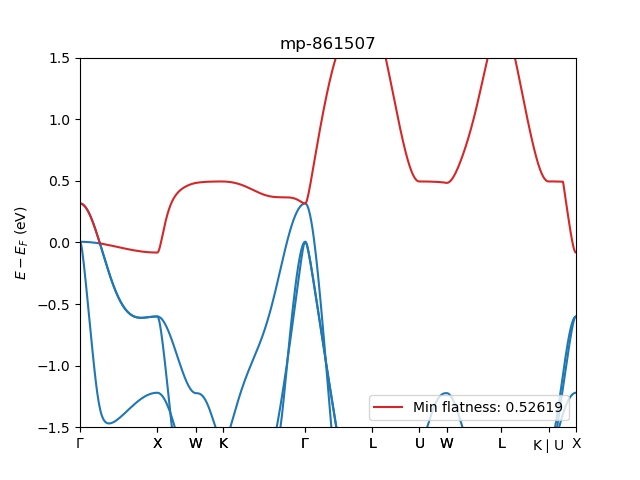 mp-861507
1.5
1.0
0.5
0.0
−0.5
−1.0
−1.5
E − E_F (eV)
Min flatness: 0.52619
Γ X W K Γ L U W L K | U X